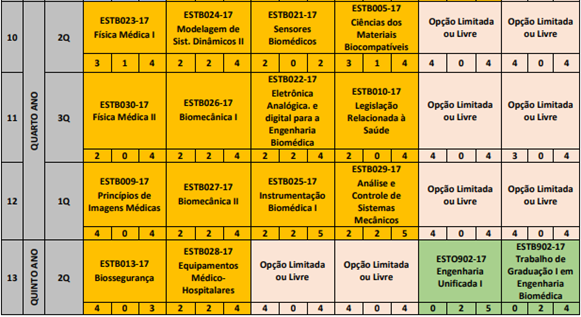 10
QUARTO ANO
2Q
ESTB023-17
Física Médica I
3 1 4
ESTB024-17
Modelagem de
Sist. Dinâmicos II
2 2 4
ESTB021-17
Sensores
Biomédicos
2 0 2
ESTB005-17
Ciências dos
Materiais
Biocompatíveis
3 1 4
Opção Limitada
ou Livre
4 0 4
Opção Limitada
ou Livre
2 0 4
11
3Q
ESTB030-17
Física Médica II
2 0 4
ESTB026-17
Biomecânica I
2 2 4
ESTB022-17
Eletrônica
Analógica. e
digital para a
Engenharia
Biomédica
2 2 4
ESTB010-17
Legislação
Relacionada à
Saúde
2 0 4
Opção Limitada
ou Livre
4 0 4
Opção Limitada
ou Livre
3 0 4
12
1Q
ESTB009-17
Princípios de
Imagens Médicas
4 0 4
ESTB027-17
Biomecânica II
2 2 4
ESTB025-17
Instrumentação
Biomédica I
2 2 5
ESTB029-17
Análise e
Controle de
Sistemas
Mecânicos
2 2 5
Opção Limitada
ou Livre
4 0 4
Opção Limitada
ou Livre
4 0 4
13
QUINTO ANO
2Q
ESTB013-17
Biossegurança
4 0 3
ESTB028-17
Equipamentos
Médico-
Hospitalares
2 2 4
Opção Limitada
ou Livre
4 0 4
Opção Limitada
ou Livre
4 0 4
ESTO902-17
Engenharia
Unificada I
0 2 5
ESTB902-17
Trabalho de
Graduação I em
Engenharia
Biomédica
0 2 4